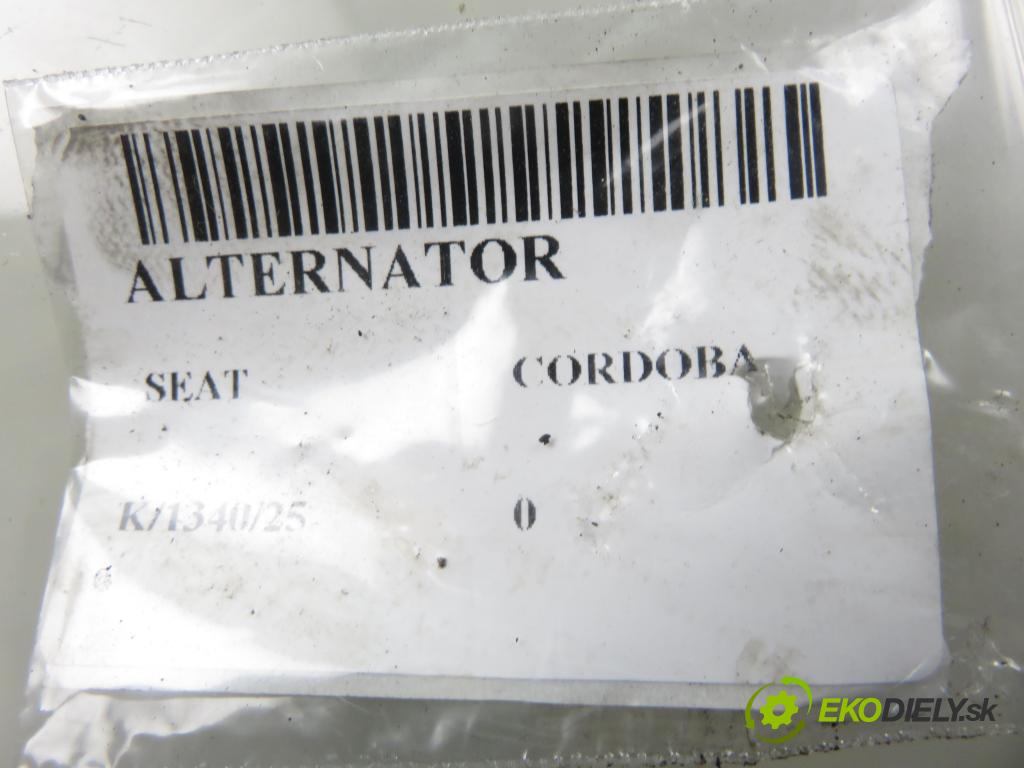 ALTERNATOR
SEAT CORDOBA
K/1340/25 0
EKODIELY.sk